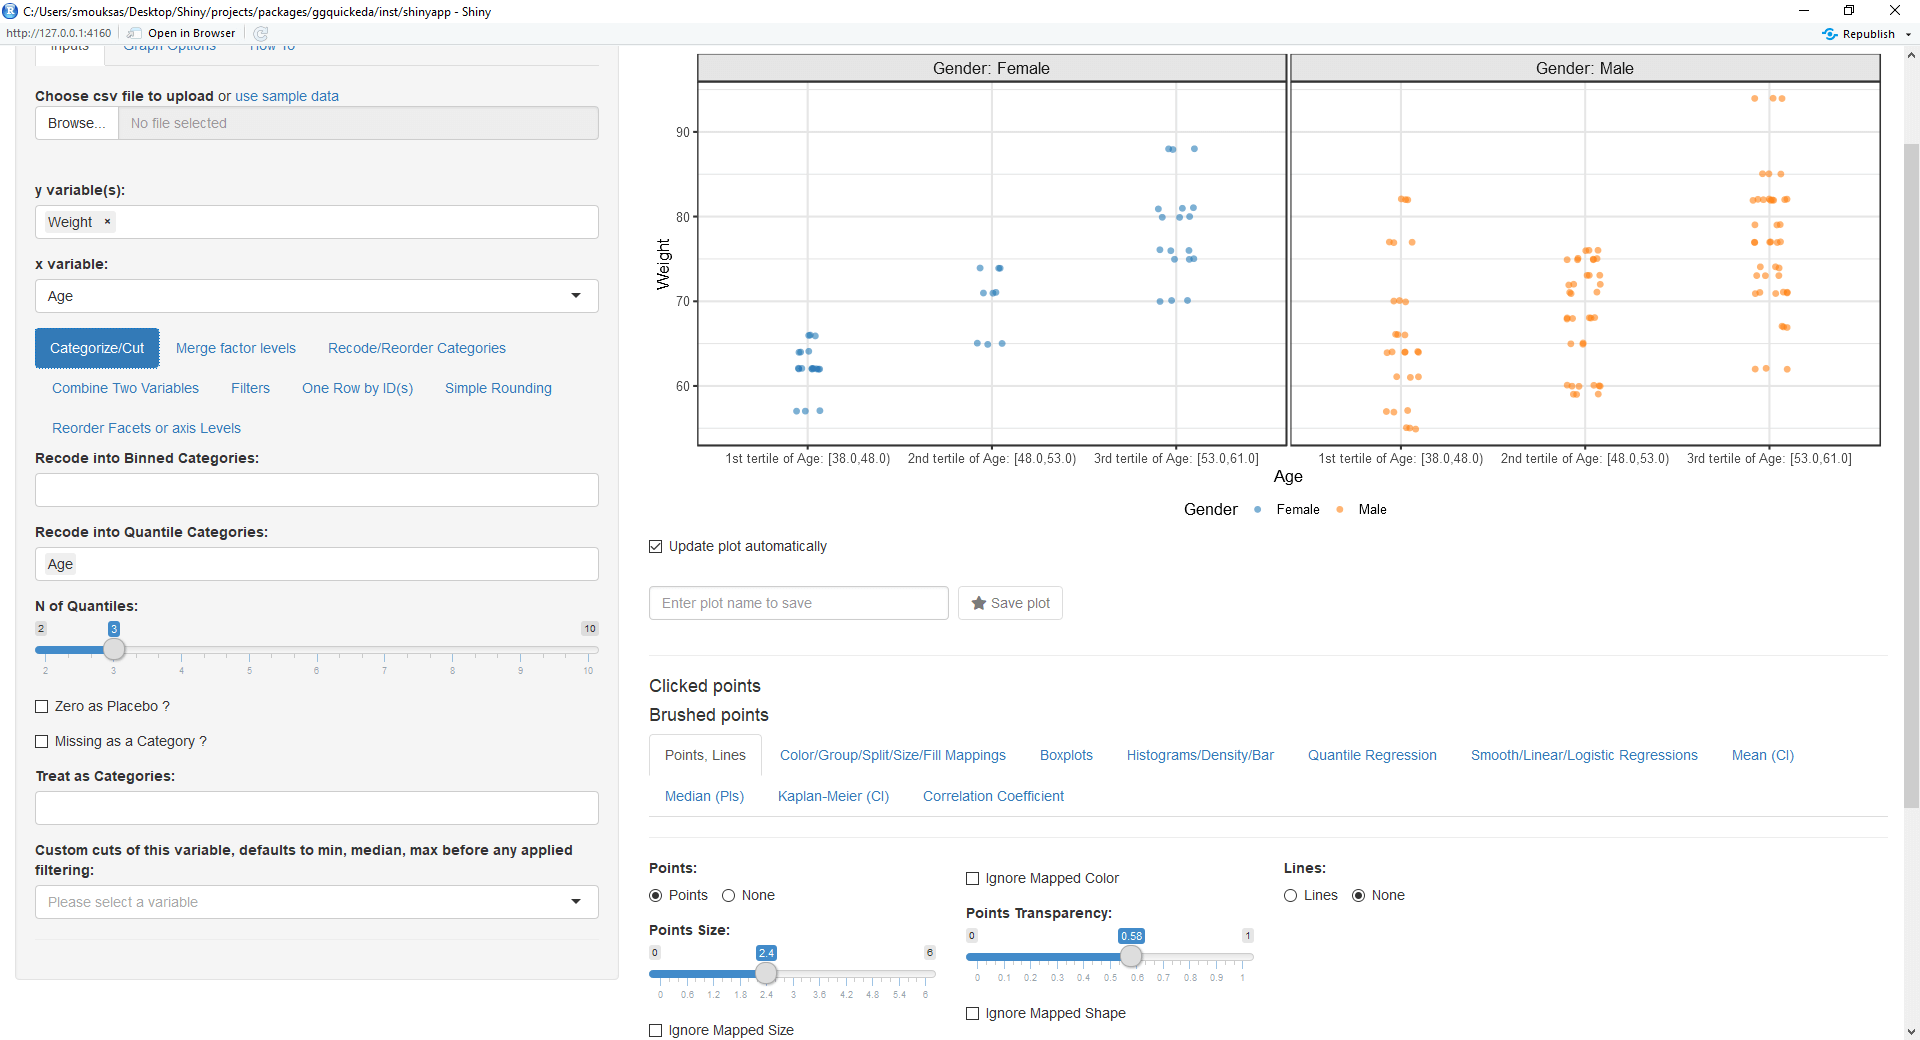 C:/Users/smouksas/Desktop/Shiny/projects/packages/ggquickeda/inst/shinyapp - Shiny
http://127.0.0.1:4160 Open in Browser Republish
Inputs Graph Options How To
Choose csv file to upload or use sample data
Browse... No file selected
y variable(s):
Weight ×
x variable:
Age
Categorize/Cut Merge factor levels Recode/Reorder Categories
Combine Two Variables Filters One Row by ID(s) Simple Rounding
Reorder Facets or axis Levels
Recode into Binned Categories:
Recode into Quantile Categories:
Age
N of Quantiles:
2 3 10
2 3 4 5 6 7 8 9 10
Zero as Placebo ?
Missing as a Category ?
Treat as Categories:
Custom cuts of this variable, defaults to min, median, max before any applied
filtering:
Please select a variable
Gender: Female Gender: Male
90
80
70
60
Weight
1st tertile of Age: [38.0,48.0) 2nd tertile of Age: [48.0,53.0) 3rd tertile of Age: [53.0,61.0] 1st tertile of Age: [38.0,48.0) 2nd tertile of Age: [48.0,53.0) 3rd tertile of Age: [53.0,61.0]
Age
Gender Female Male
Update plot automatically
Enter plot name to save Save plot
Clicked points
Brushed points
Points, Lines Color/Group/Split/Size/Fill Mappings Boxplots Histograms/Density/Bar Quantile Regression Smooth/Linear/Logistic Regressions Mean (CI)
Median (PIs) Kaplan-Meier (CI) Correlation Coefficient
Points:
Points None
Points Size:
0 2.4 6
0 0.6 1.2 1.8 2.4 3 3.6 4.2 4.8 5.4 6
Ignore Mapped Size
Ignore Mapped Color
Points Transparency:
0 0.58 1
0 0.1 0.2 0.3 0.4 0.5 0.6 0.7 0.8 0.9 1
Ignore Mapped Shape
Lines:
Lines None